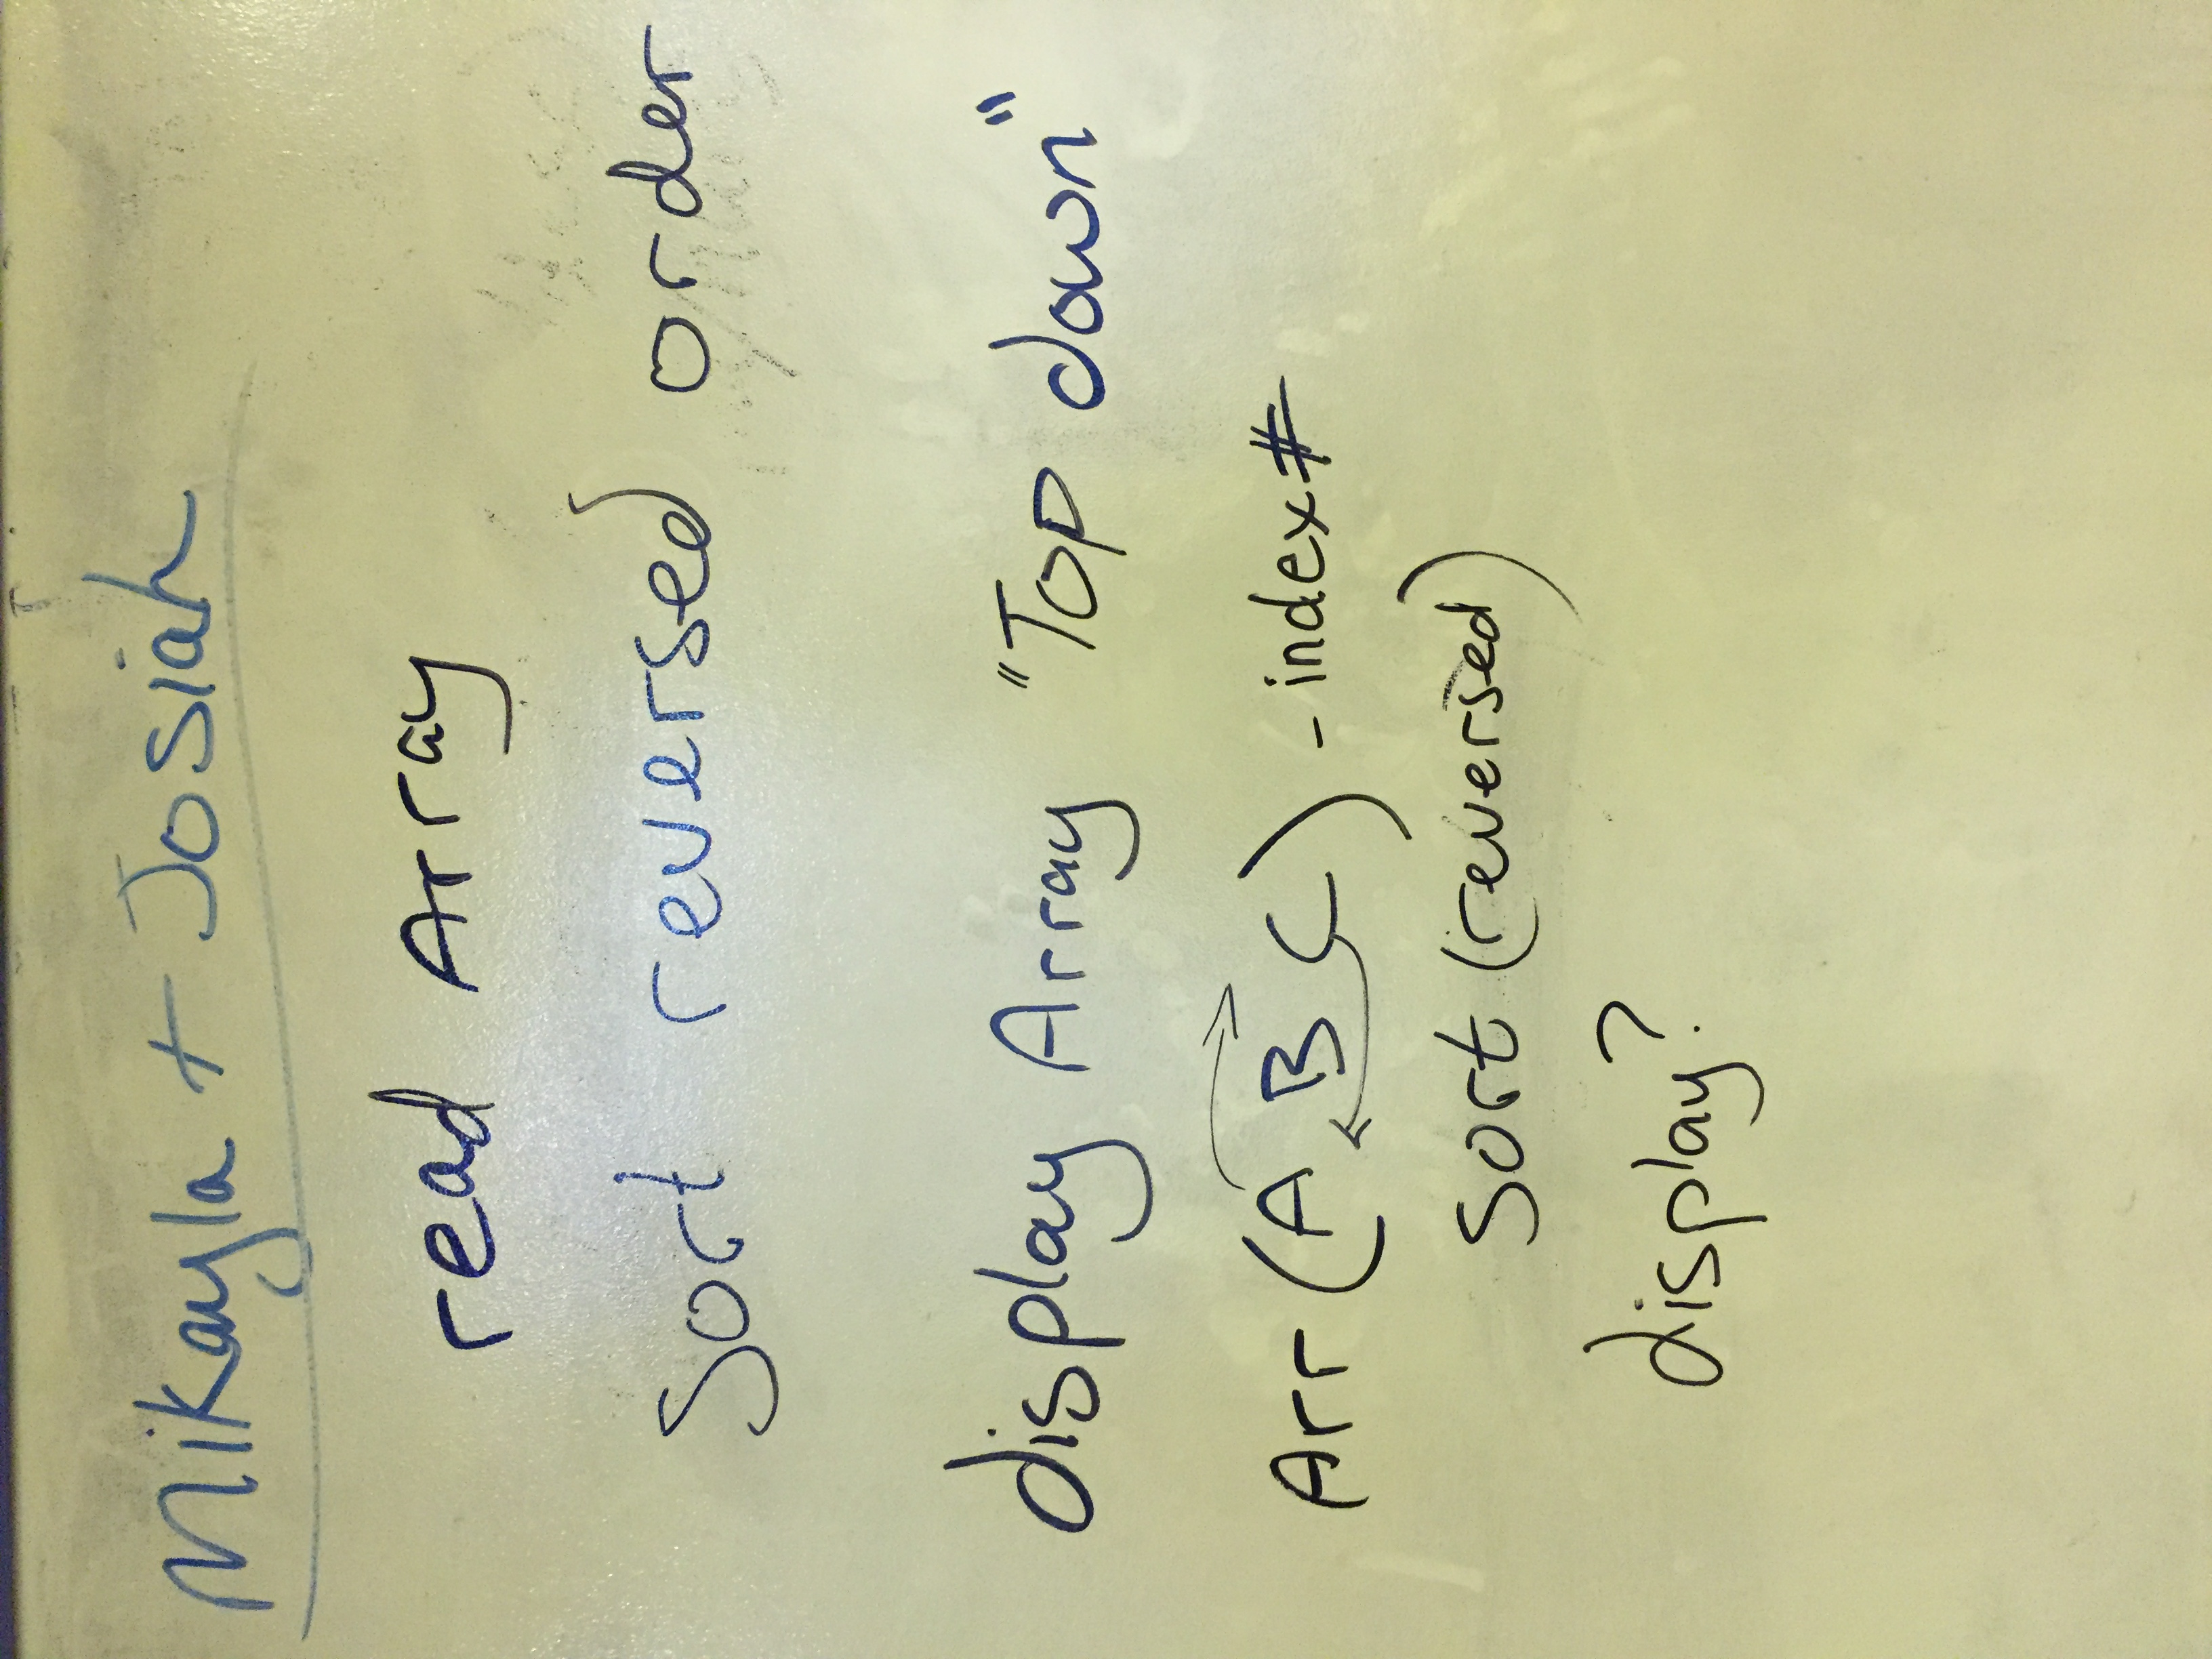 Mikayla + Josiah
read Array
sort reversed order
display Array "Top down"
Arr (A B C) - index#
sort (reversed)
display?